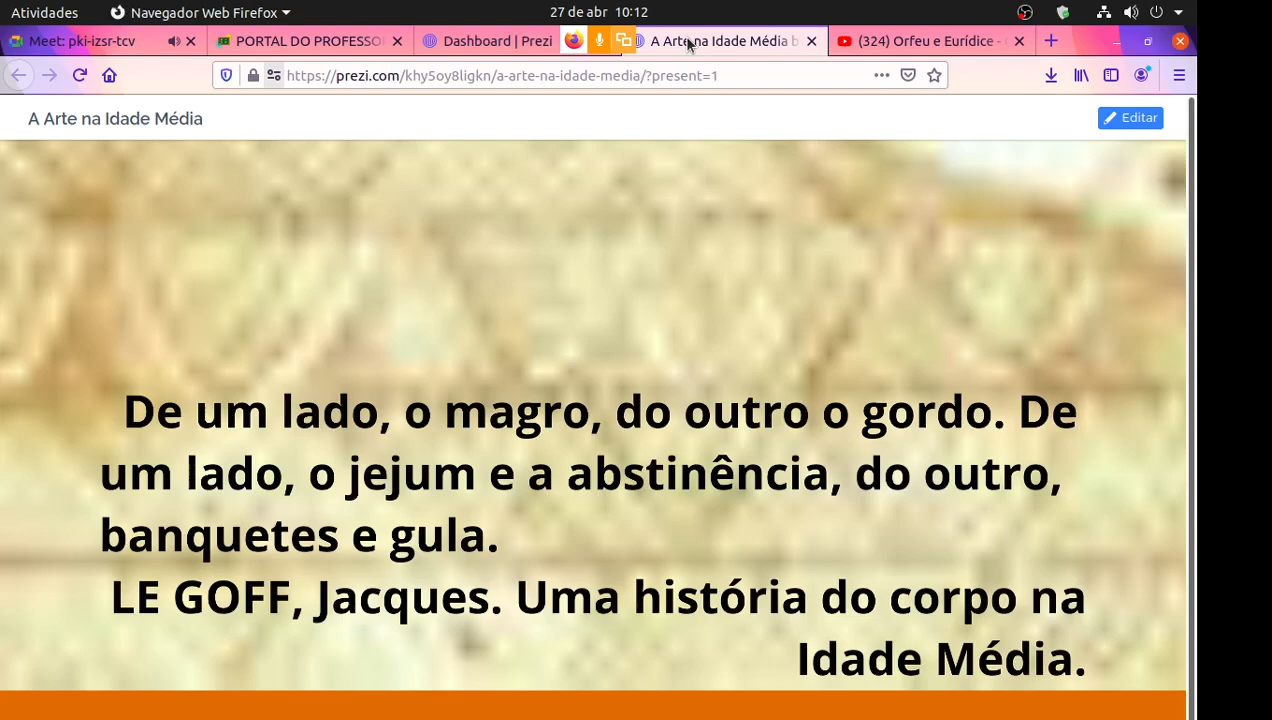 Atividades Navegador Web Firefox 27 de abr 10:12
Meet: pki-izsr-tcv PORTAL DO PROFESSO Dashboard | Prezi A Arte na Idade Média b (324) Orfeu e Eurídice -
https://prezi.com/khy5oy8ligkn/a-arte-na-idade-media/?present=1
A Arte na Idade Média Editar
De um lado, o magro, do outro o gordo. De
um lado, o jejum e a abstinência, do outro,
banquetes e gula.
LE GOFF, Jacques. Uma história do corpo na
Idade Média.